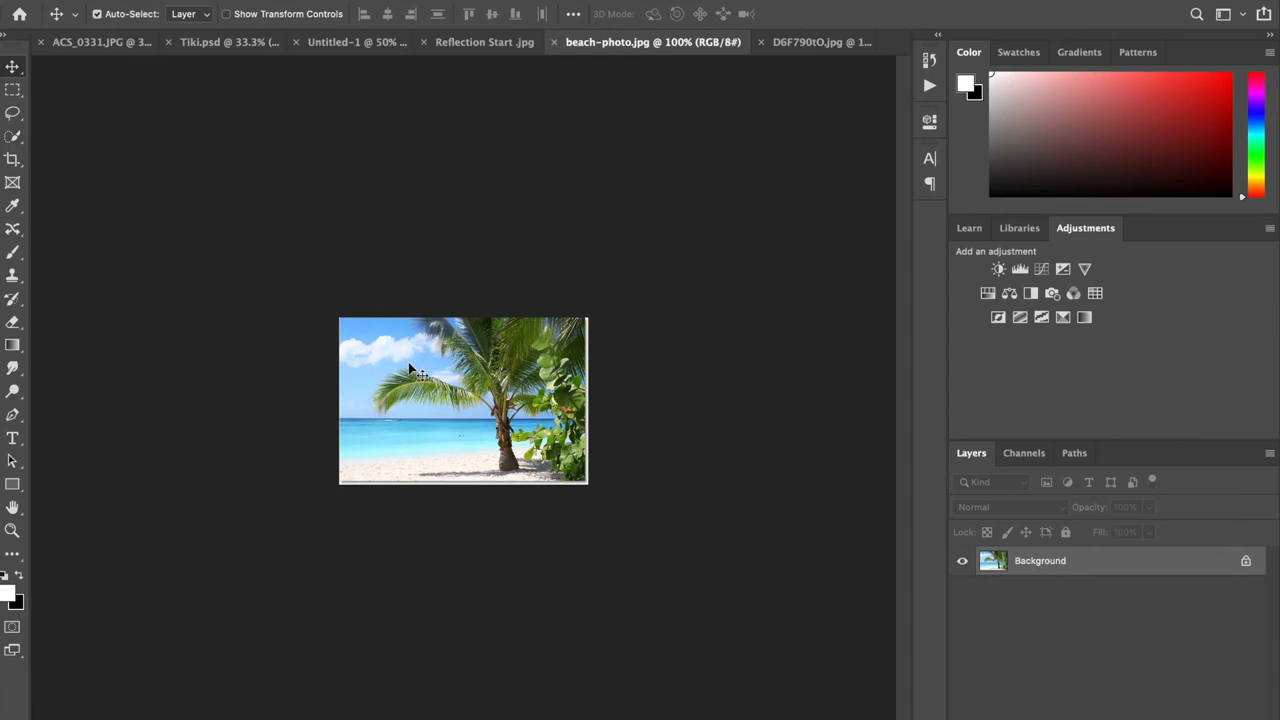 Auto-Select: Layer Show Transform Controls 3D Mode:
ACS_0331.JPG @ 3... Tiki.psd @ 33.3% (... Untitled-1 @ 50% ... Reflection Start .jpg beach-photo.jpg @ 100% (RGB/8#) D6F790tO.jpg @ 1...
Color Swatches Gradients Patterns
Learn Libraries Adjustments
Add an adjustment
Layers Channels Paths
Kind
Normal Opacity: 100%
Lock: Fill: 100%
Background